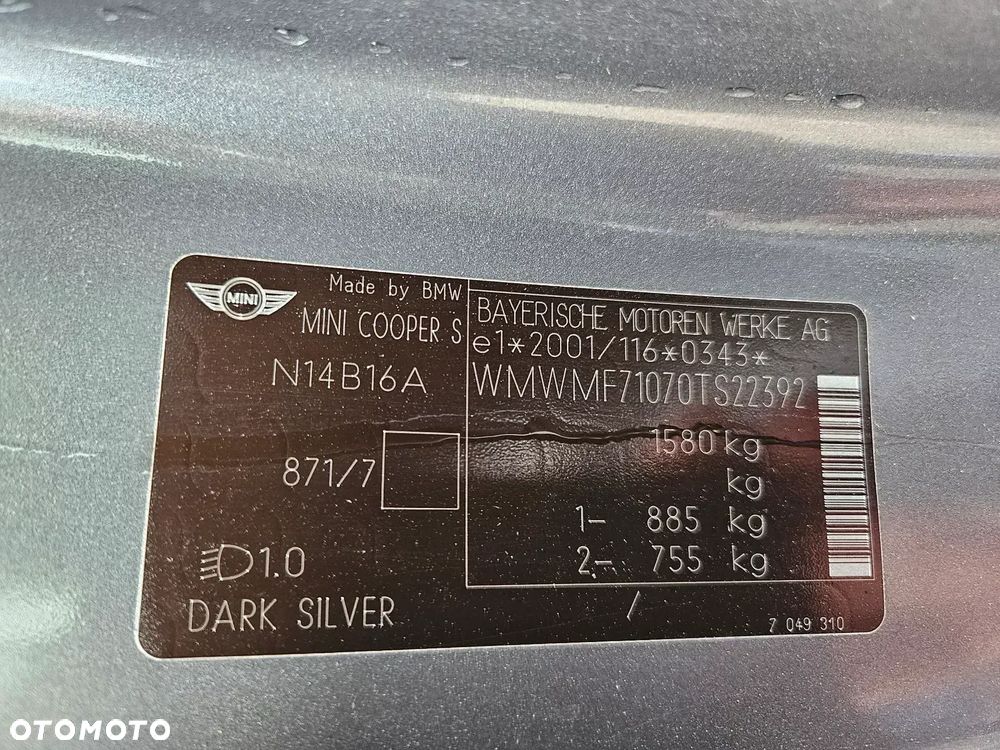 MINI
Made by BMW
MINI COOPER S
N14B16A
871/7
1.0
DARK SILVER
BAYERISCHE MOTOREN WERKE AG
e1*2001/116*0343*
WMWMF71070TS22392
1580 kg
kg
1- 885 kg
2- 755 kg
/
7 049 310
OTOMOTO
OTOMOTO